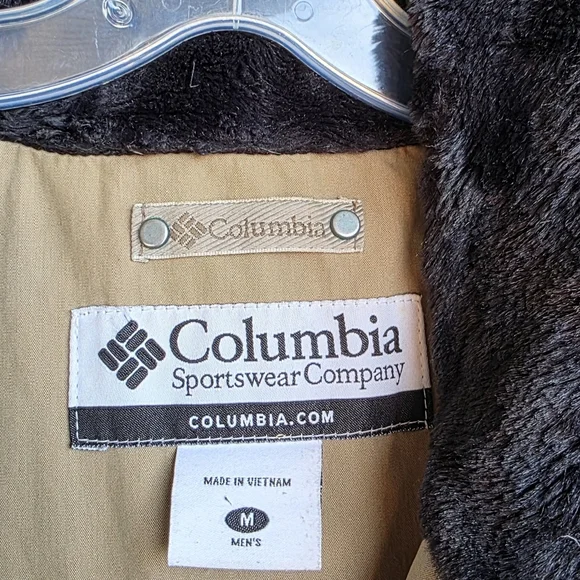 Columbia
Columbia
Sportswear Company
COLUMBIA.COM
MADE IN VIETNAM
M
MEN'S